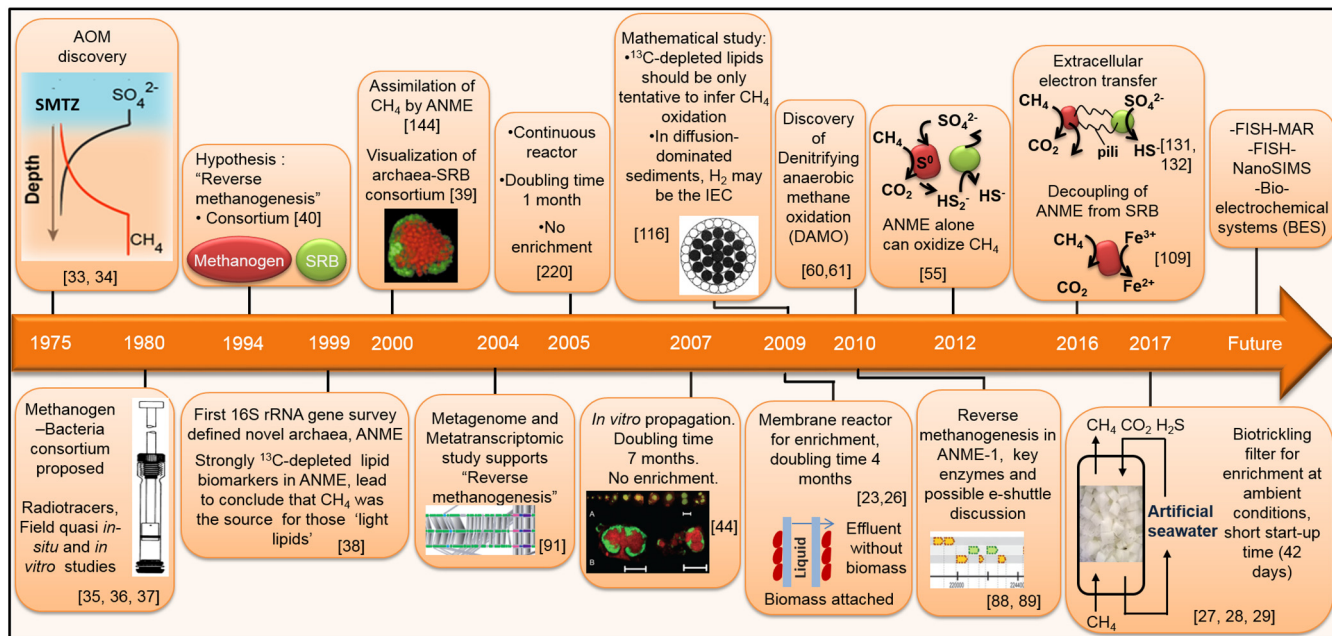 AOM
discovery
SO₄²⁻
SMTZ
Depth
CH₄
[33, 34]
Hypothesis :
“Reverse
methanogenesis”
• Consortium [40]
Methanogen
SRB
Assimilation of
CH₄ by ANME
[144]
Visualization of
archaea-SRB
consortium [39]
•Continuous
reactor
•Doubling time
1 month
•No
enrichment
[220]
Mathematical study:
•¹³C-depleted lipids
should be only
tentative to infer CH₄
oxidation
•In diffusion-
dominated
sediments, H₂ may
be the IEC
[116]
Discovery
of
Denitrifying
anaerobic
methane
oxidation
(DAMO)
[60,61]
SO₄²⁻
CH₄
S⁰
CO₂
HS₂⁻
HS⁻
ANME alone
can oxidize CH₄
[55]
Extracellular
electron transfer
CH₄
SO₄²⁻
CO₂
pili
HS⁻
[131,
132]
Decoupling of
ANME from SRB
CH₄
Fe³⁺
[109]
CO₂
Fe²⁺
-FISH-MAR
-FISH-
NanoSIMS
-Bio-
electrochemical
systems (BES)
1975
1980
1994
1999
2000
2004
2005
2007
2009
2010
2012
2016
2017
Future
Methanogen
–Bacteria
consortium
proposed
Radiotracers,
Field quasi in-
situ and in
vitro studies
[35, 36, 37]
First 16S rRNA gene survey
defined novel archaea, ANME
Strongly ¹³C-depleted lipid
biomarkers in ANME, lead
to conclude that CH₄ was
the source for those ‘light
lipids’
[38]
Metagenome and
Metatranscriptomic
study supports
“Reverse
methanogenesis”
[91]
In vitro propagation.
Doubling time
7 months.
No enrichment.
A
B
[44]
Membrane reactor
for enrichment,
doubling time 4
months
[23,26]
Liquid
Effluent
without
biomass
Biomass attached
Reverse
methanogenesis in
ANME-1, key
enzymes and
possible e-shuttle
discussion
220000
[88, 89]
CH₄ CO₂ H₂S
Artificial
seawater
CH₄
Biotrickling
filter for
enrichment at
ambient
conditions,
short start-up
time (42
days)
[27, 28, 29]